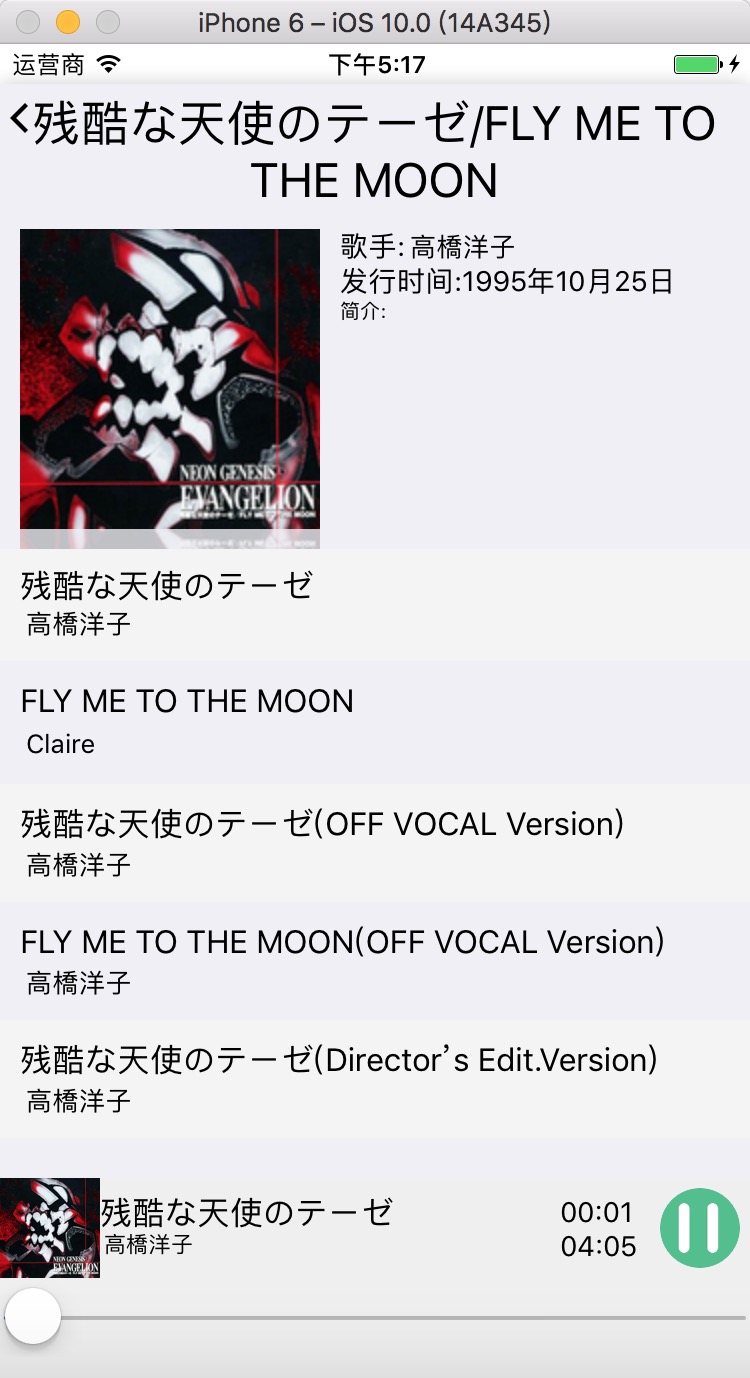 iPhone 6 – iOS 10.0 (14A345)
运营商 下午5:17
残酷な天使のテーゼ/FLY ME TO
THE MOON
歌手: 高橋洋子
发行时间:1995年10月25日
简介:
NEON GENESIS
EVANGELION
残酷な天使のテーゼ
高橋洋子
FLY ME TO THE MOON
Claire
残酷な天使のテーゼ(OFF VOCAL Version)
高橋洋子
FLY ME TO THE MOON(OFF VOCAL Version)
高橋洋子
残酷な天使のテーゼ(Director’s Edit.Version)
高橋洋子
残酷な天使のテーゼ 00:01
高橋洋子 04:05
NEON GENESIS
EVANGELION